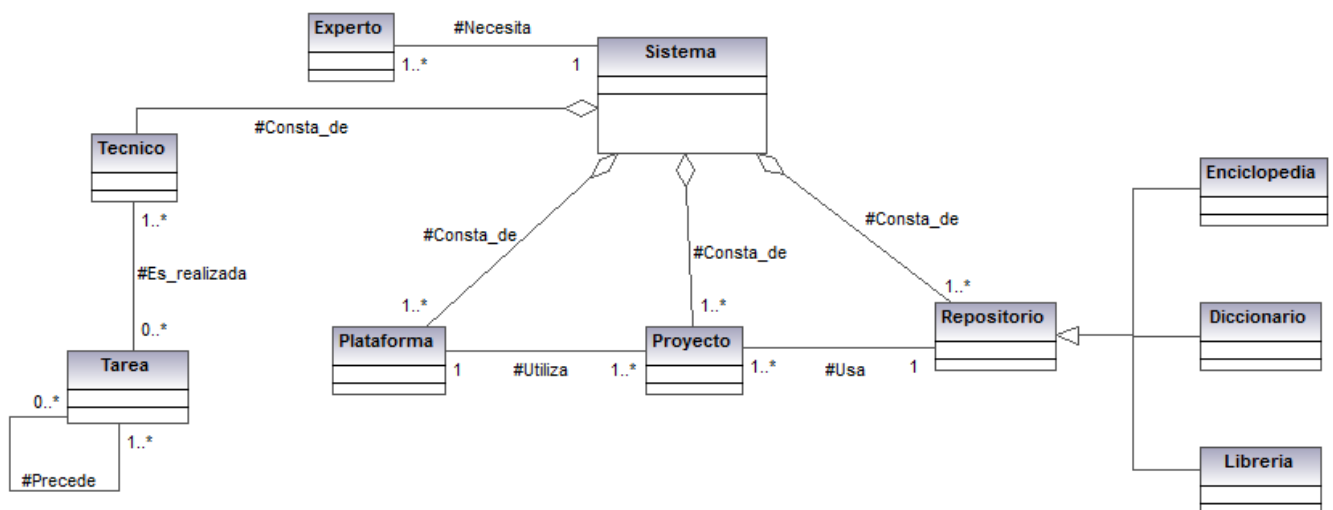 Experto
#Necesita
1..*
1
Sistema
#Consta_de
Tecnico
1..*
#Es_realizada
0..*
Tarea
0..*
1..*
#Precede
#Consta_de
#Consta_de
#Consta_de
1..*
1..*
1..*
Plataforma
1
#Utiliza
1..*
Proyecto
1..*
#Usa
1
Repositorio
Enciclopedia
Diccionario
Libreria